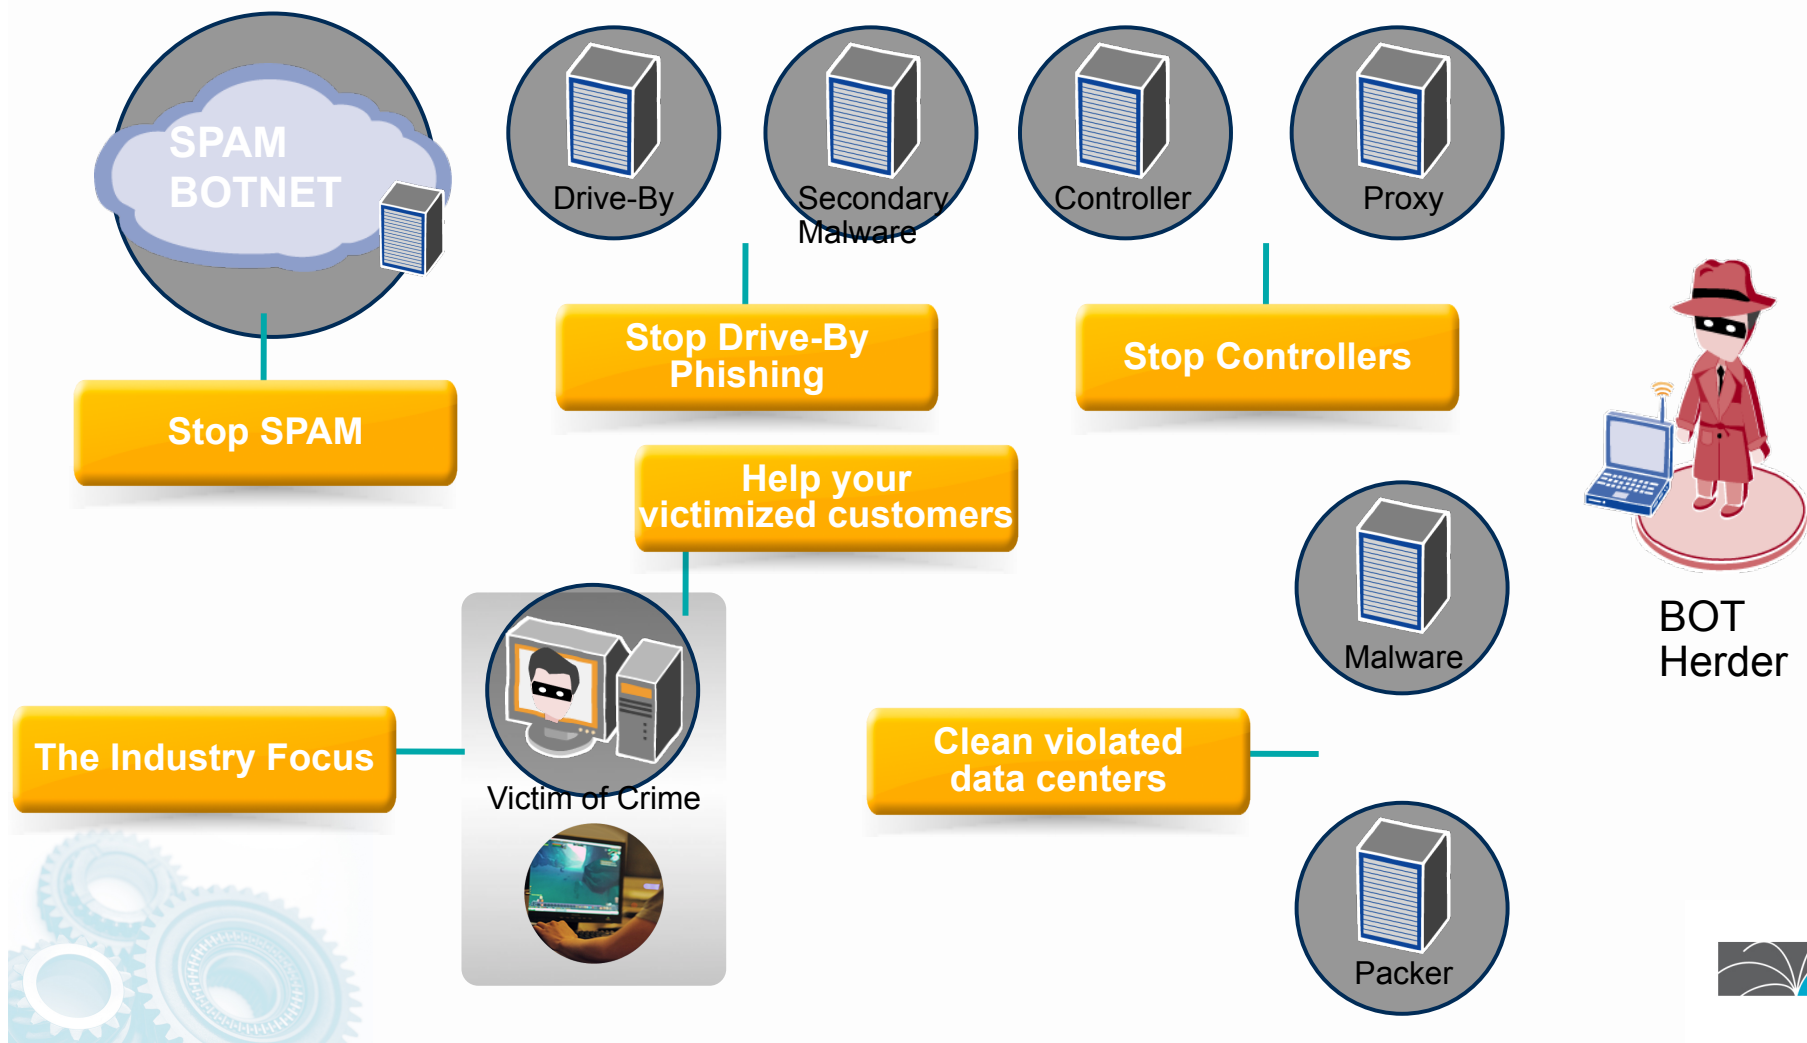 SPAM
BOTNET
Drive-By
Secondary
Malware
Controller
Proxy
Stop SPAM
Stop Drive-By
Phishing
Stop Controllers
Help your
victimized customers
BOT
Herder
Malware
The Industry Focus
Victim of Crime
Clean violated
data centers
Packer